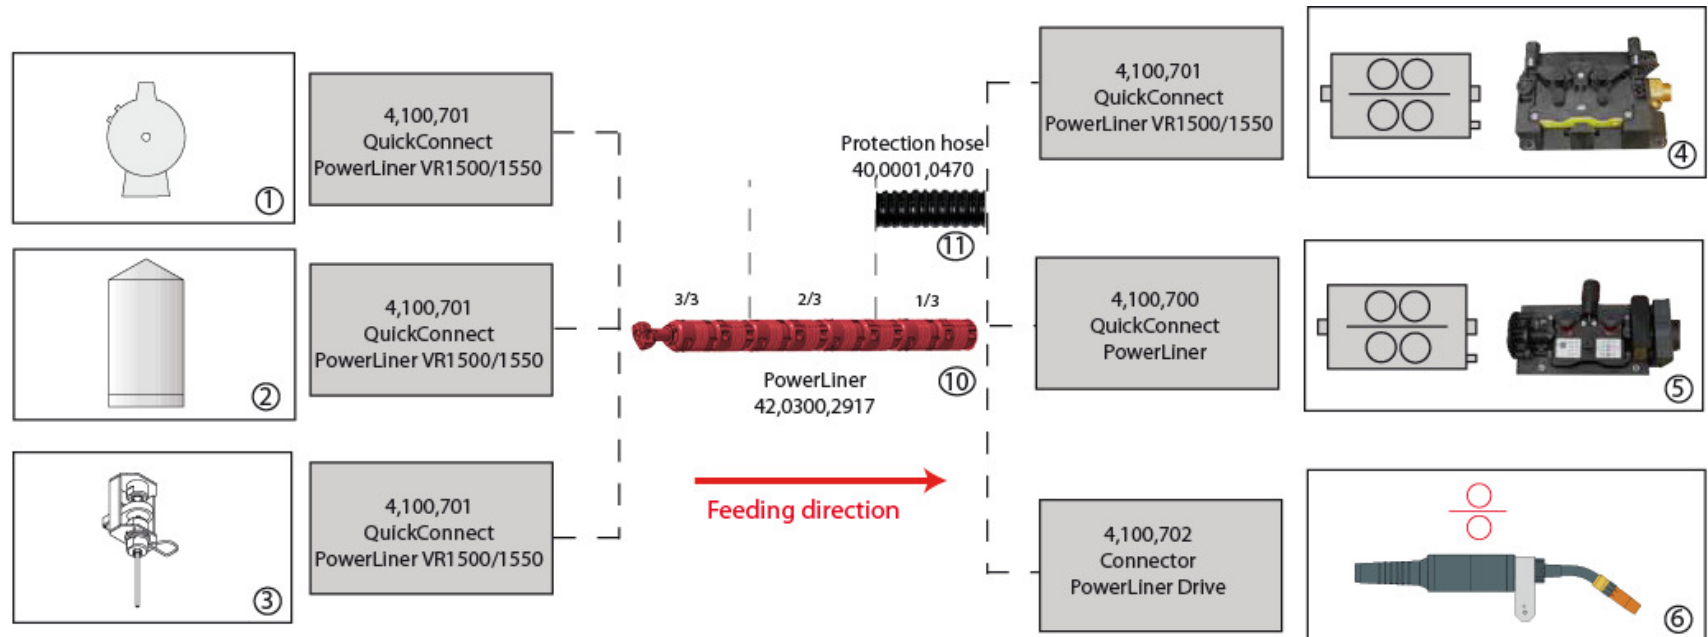 1
4,100,701
QuickConnect
PowerLiner VR1500/1550
2
4,100,701
QuickConnect
PowerLiner VR1500/1550
3
4,100,701
QuickConnect
PowerLiner VR1500/1550
Protection hose
40,0001,0470
11
3/3
2/3
1/3
PowerLiner
42,0300,2917
10
Feeding direction
4,100,701
QuickConnect
PowerLiner VR1500/1550
4
4,100,700
QuickConnect
PowerLiner
5
4,100,702
Connector
PowerLiner Drive
6